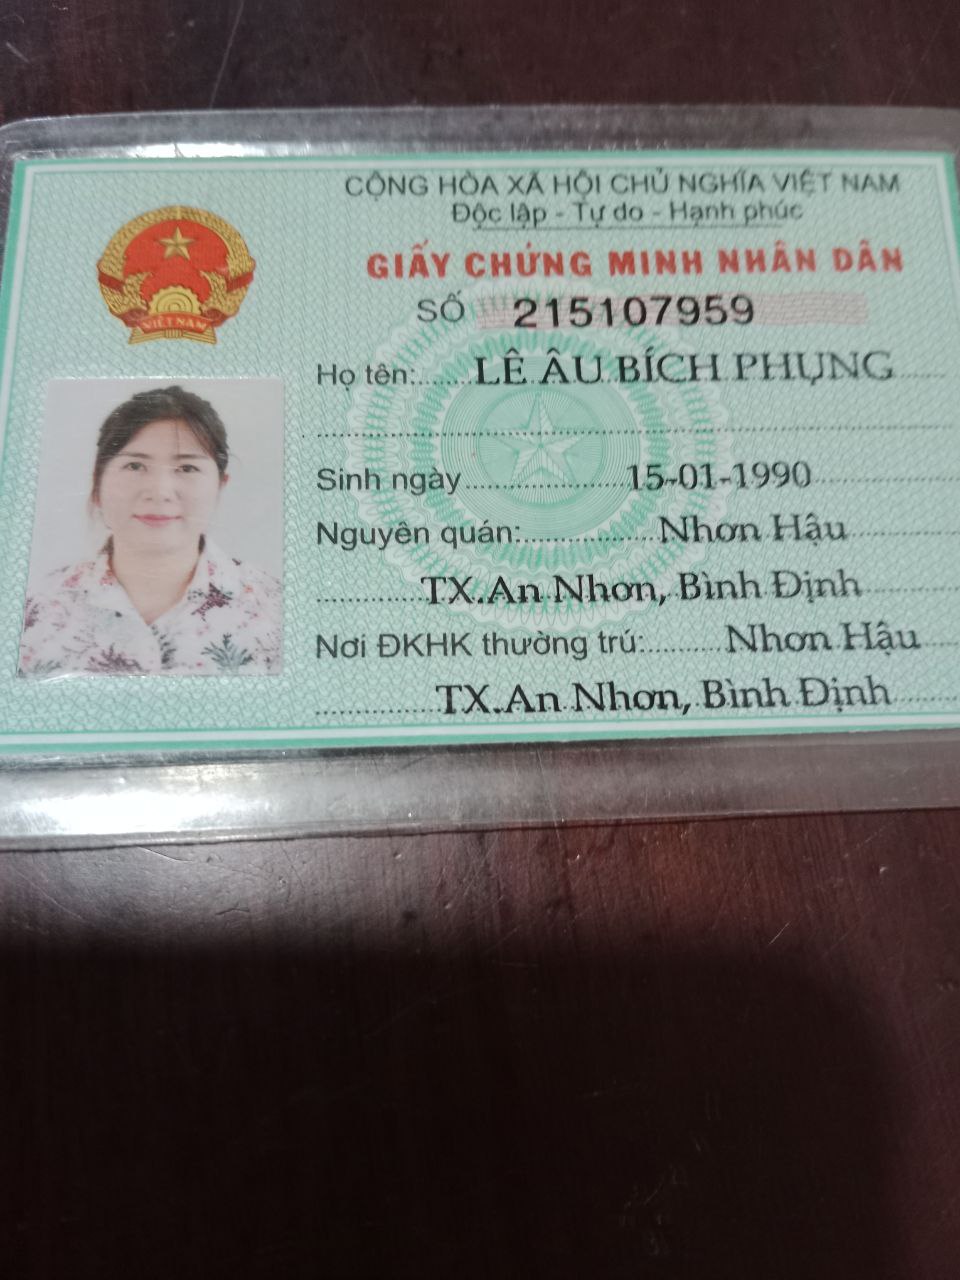 CỘNG HÒA XÃ HỘI CHỦ NGHĨA VIỆT NAM
Độc lập - Tự do - Hạnh phúc
GIẤY CHỨNG MINH NHÂN DÂN
SỐ 215107959
VIỆT NAM
Họ tên: LÊ ÂU BÍCH PHỤNG
Sinh ngày 15-01-1990
Nguyên quán: Nhơn Hậu
TX.An Nhơn, Bình Định
Nơi ĐKHK thường trú: Nhơn Hậu
TX.An Nhơn, Bình Định